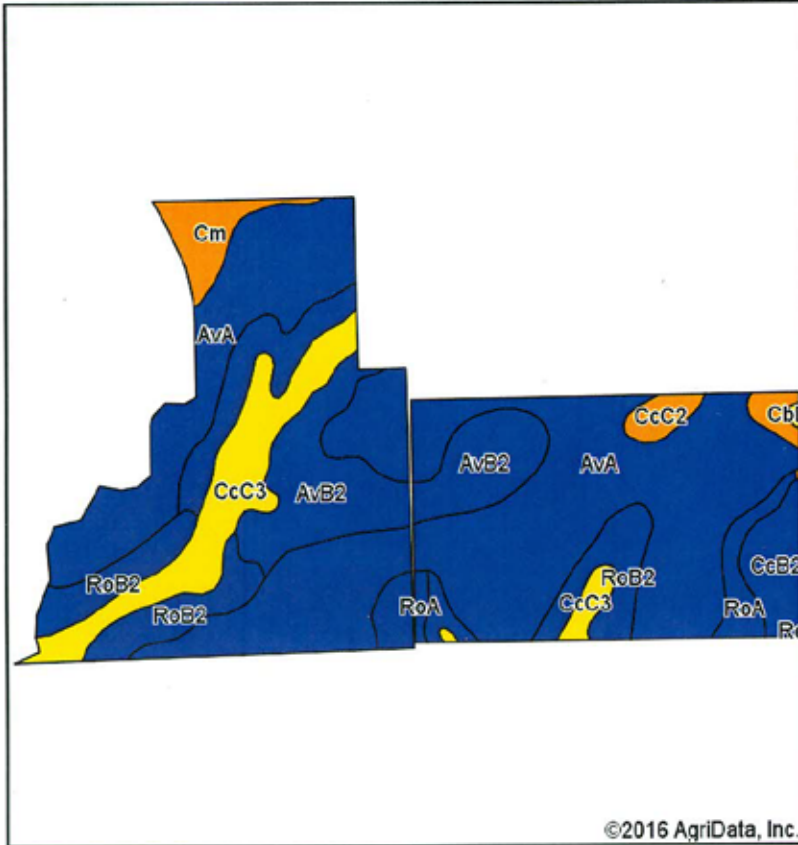 Cm
AvA
CcC2
AvB2
AvA
CcC3
AvB2
CcB2
RoB2
RoB2
CcC3
RoB2
RoA
RoA
©2016 AgriData, Inc.